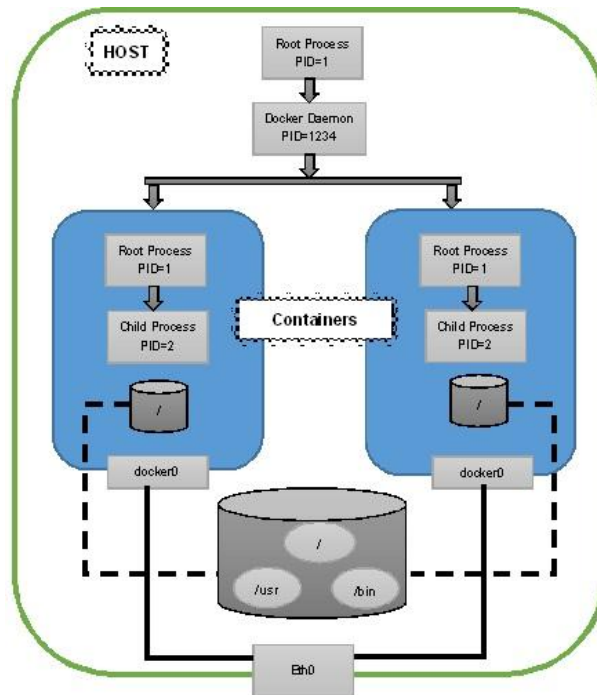 HOST
Root Process
PID=1
Docker Daemon
PID=1234
Root Process
PID=1
Child Process
PID=2
/
docker0
Containers
Root Process
PID=1
Child Process
PID=2
/
docker0
/
/usr
/bin
Eth0